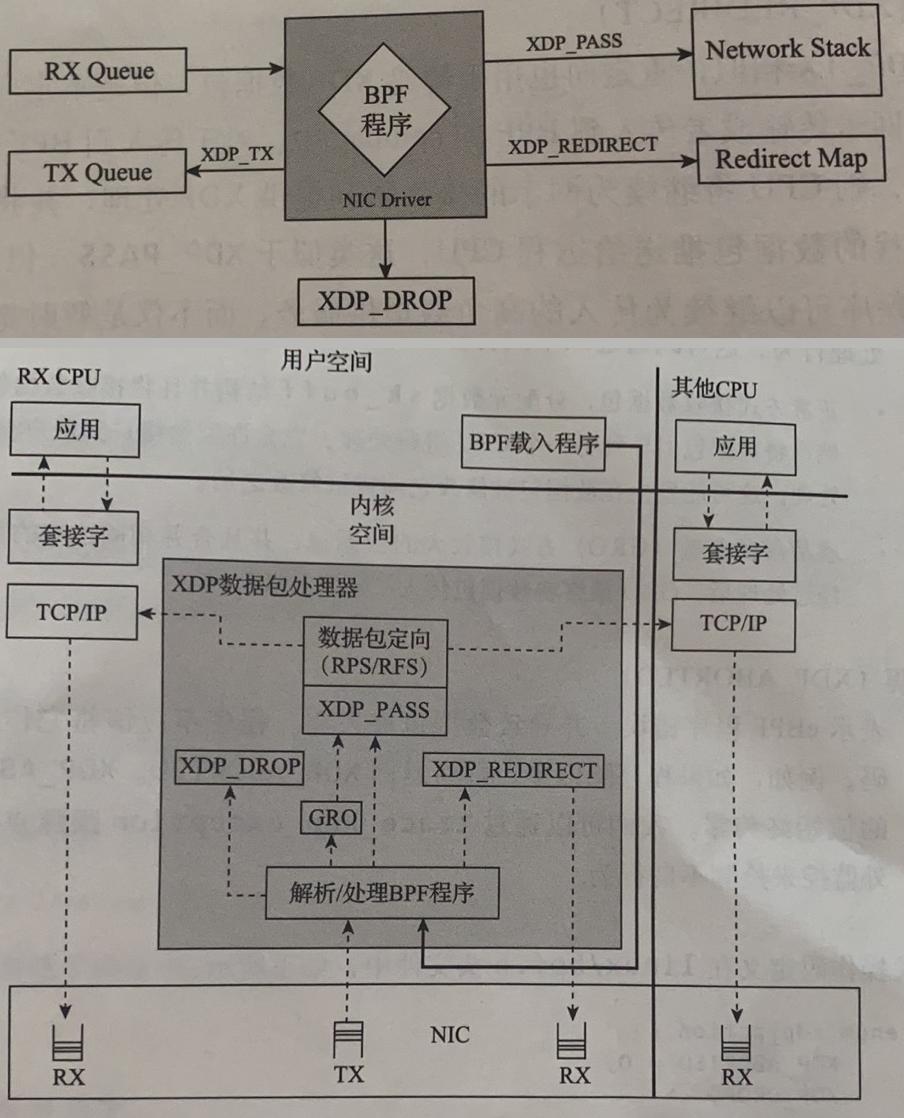 RX Queue
TX Queue
XDP_TX
BPF
程序
NIC Driver
XDP_PASS
Network Stack
XDP_REDIRECT
Redirect Map
XDP_DROP
用户空间
RX CPU
其他CPU
应用
BPF载入程序
应用
内核
空间
套接字
套接字
XDP数据包处理器
TCP/IP
数据包定向
(RPS/RFS)
TCP/IP
XDP_PASS
XDP_DROP
XDP_REDIRECT
GRO
解析/处理BPF程序
NIC
RX
TX
RX
RX